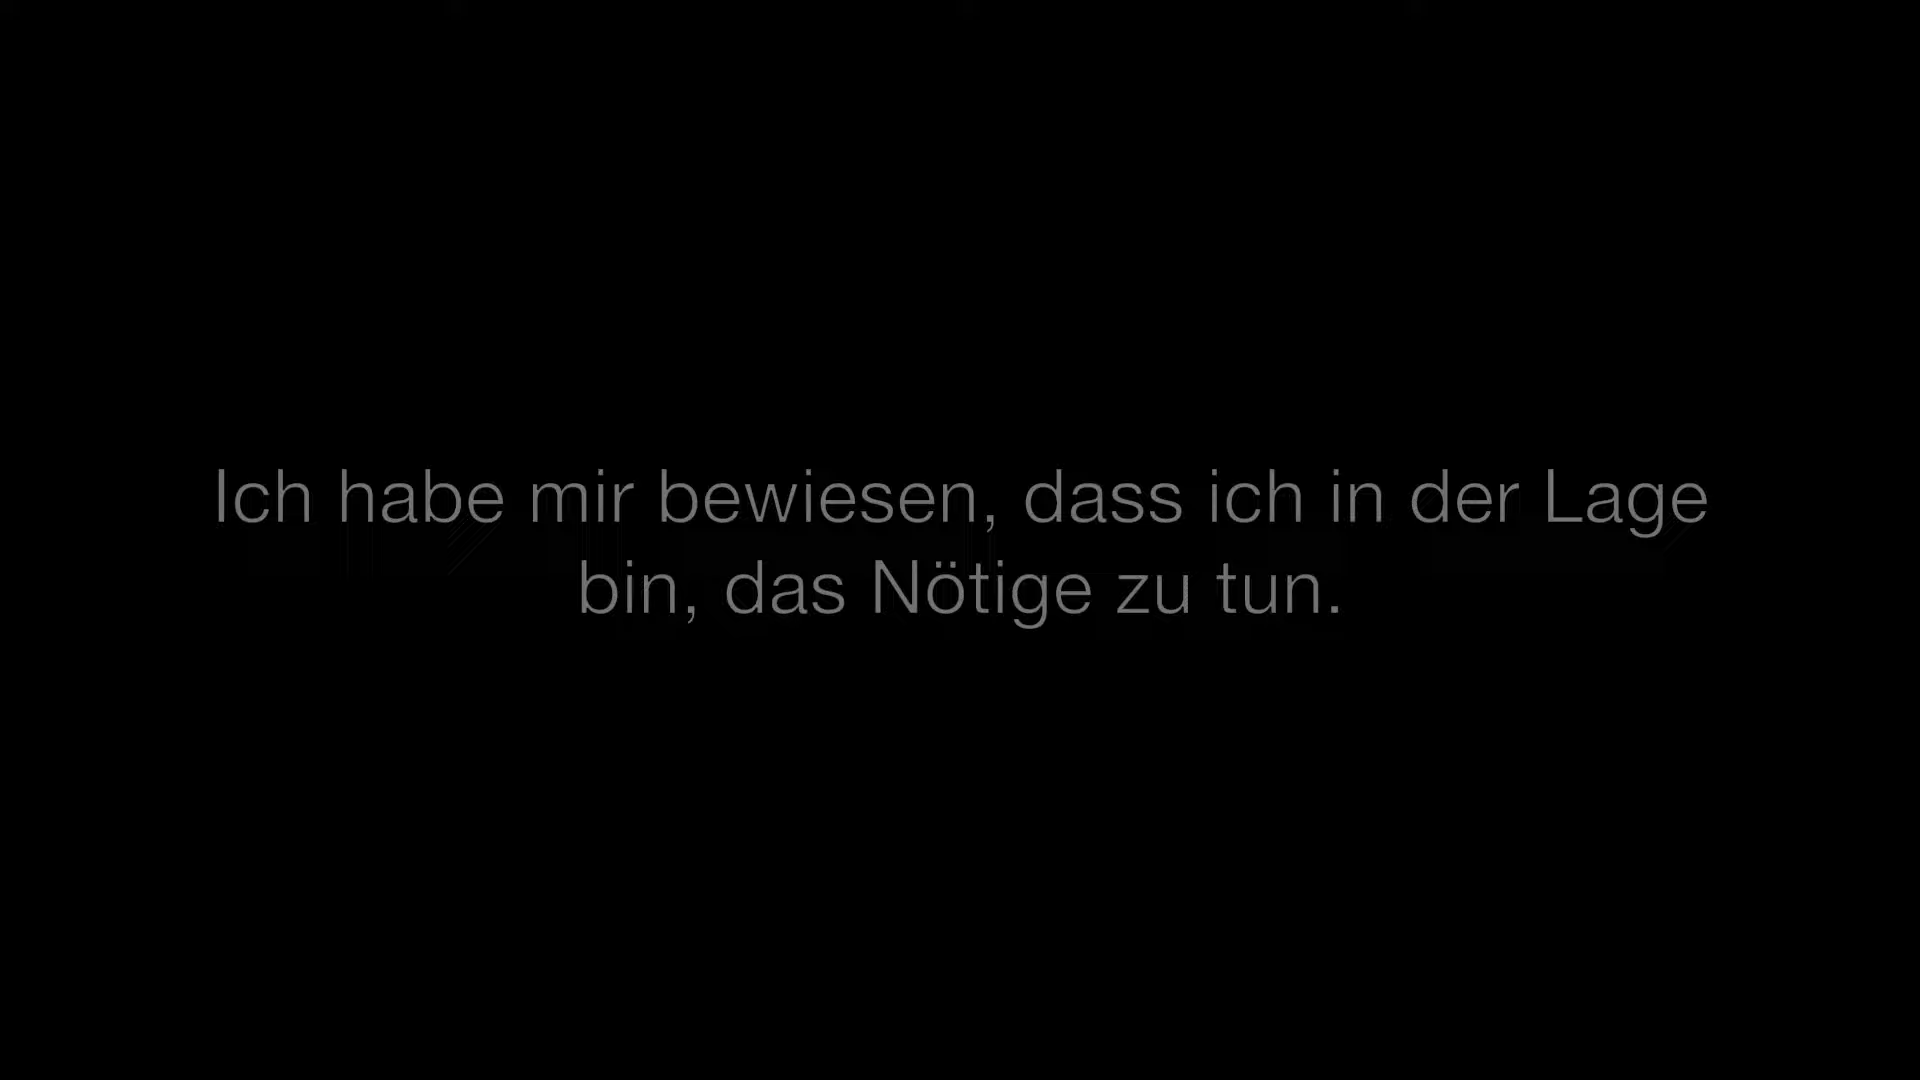 Ich habe mir bewiesen, dass ich in der Lage
bin, das Nötige zu tun.